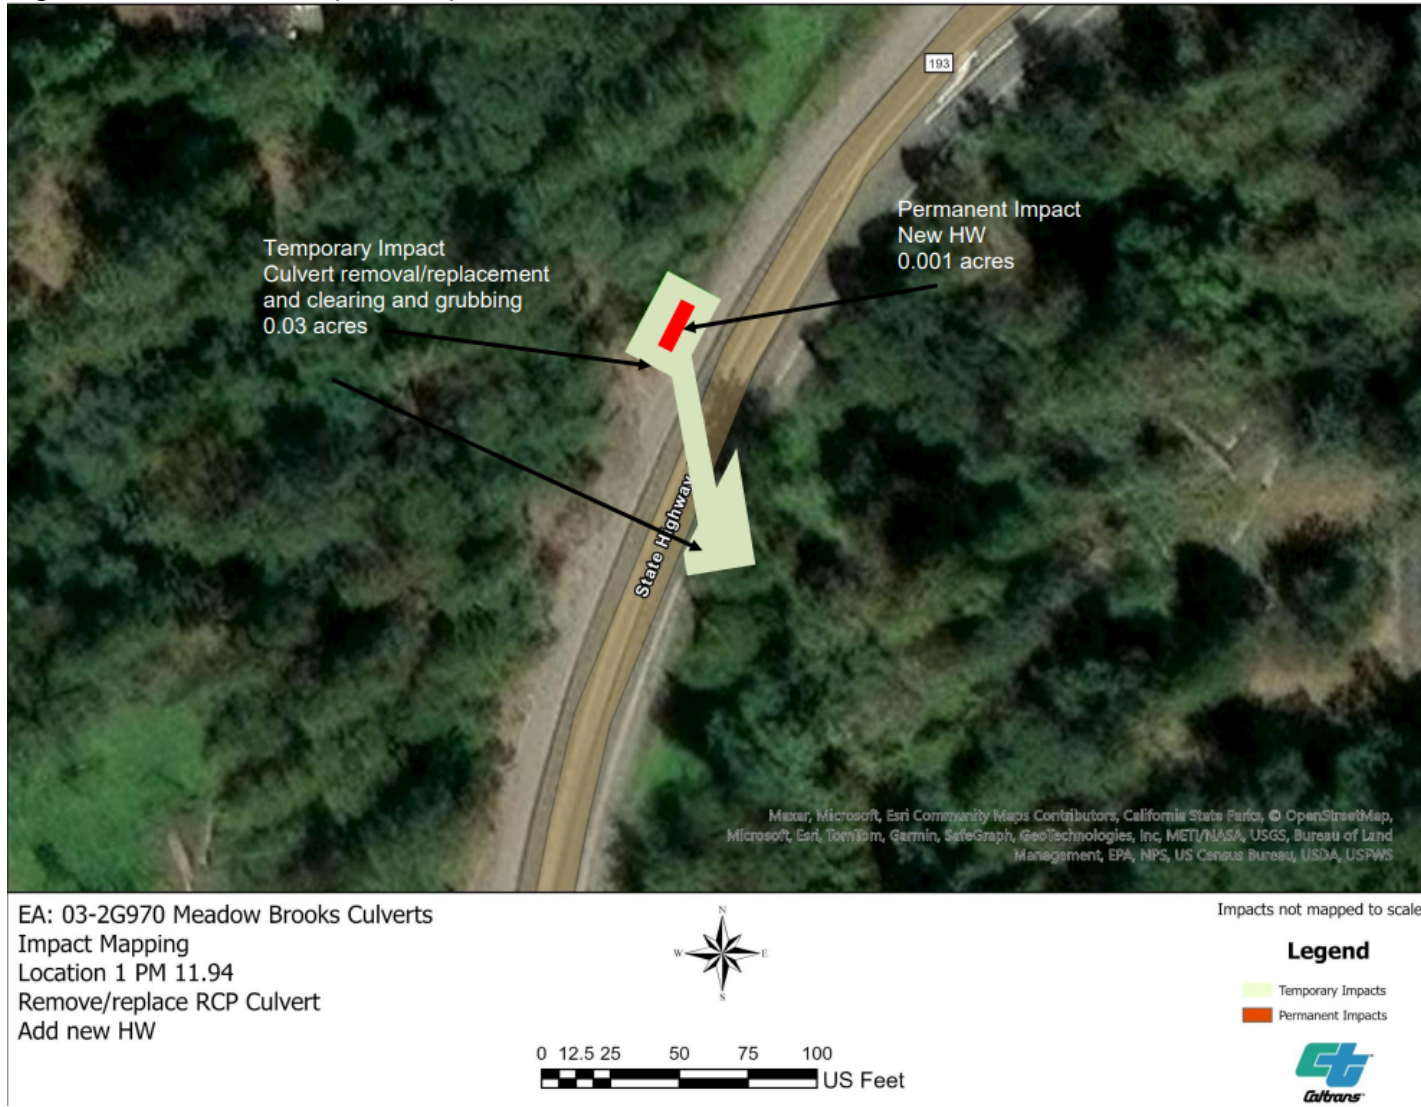 193
Permanent Impact
New HW
0.001 acres
Temporary Impact
Culvert removal/replacement
and clearing and grubbing
0.03 acres
State Highway
Maxar, Microsoft, Esri Community Maps Contributors, California State Parks, © OpenStreetMap,
Microsoft, Esri, TomTom, Garmin, SafeGraph, GeoTechnologies, Inc, METI/NASA, USGS, Bureau of Land
Management, EPA, NPS, US Census Bureau, USDA, USFWS
EA: 03-2G970 Meadow Brooks Culverts
Impact Mapping
Location 1 PM 11.94
Remove/replace RCP Culvert
Add new HW
N
W E
S
0 12.5 25 50 75 100
US Feet
Impacts not mapped to scale
Legend
Temporary Impacts
Permanent Impacts
Caltrans